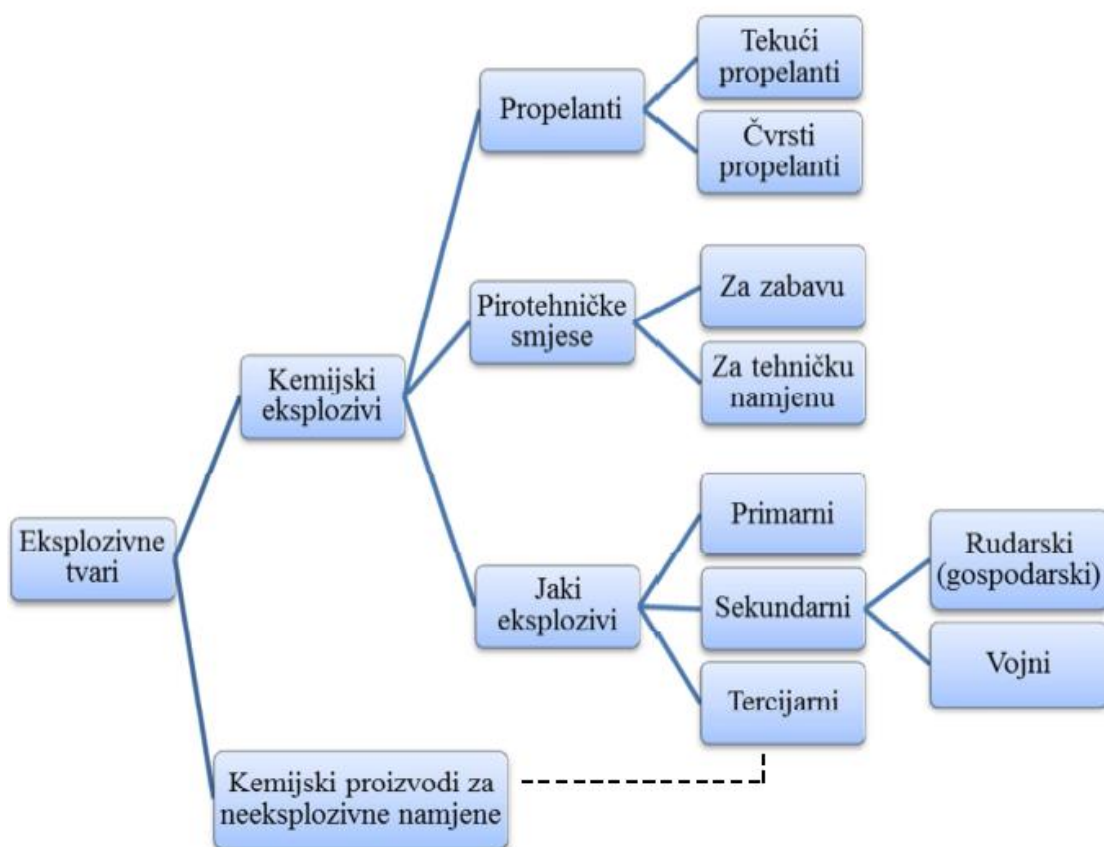 Tekući
propelanti
Propelanti
Čvrsti
propelanti
Za zabavu
Pirotehničke
smjese
Za tehničku
namjenu
Kemijski
eksplozivi
Primarni
Rudarski
(gospodarski)
Eksplozivne
tvari
Jaki
eksplozivi
Sekundarni
Vojni
Tercijarni
Kemijski proizvodi za
neeksplozivne namjene